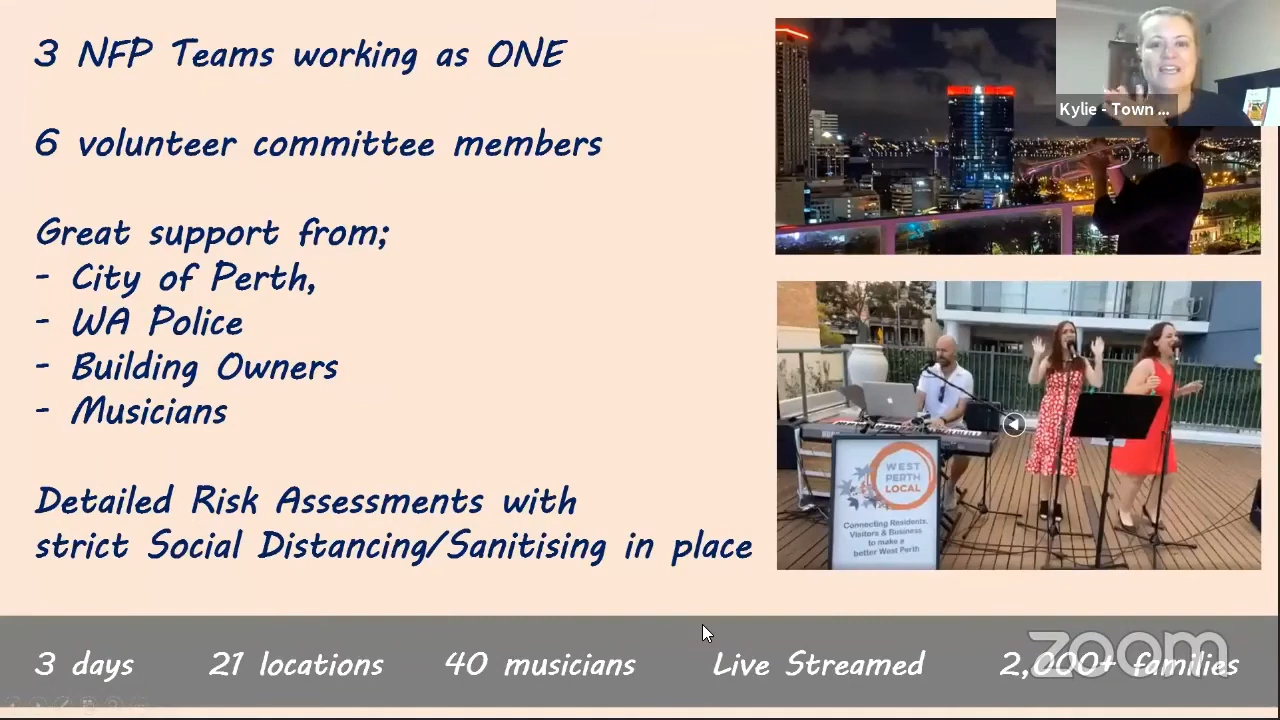 3 NFP Teams working as ONE
6 volunteer committee members
Great support from;
- City of Perth,
- WA Police
- Building Owners
- Musicians
Detailed Risk Assessments with
strict Social Distancing/Sanitising in place
Kylie - Town ...
WEST
PERTH
LOCAL
Connecting Residents,
Visitors & Business
to make a
better West Perth
3 days 21 locations 40 musicians Live Streamed 2,000+ families
zoom